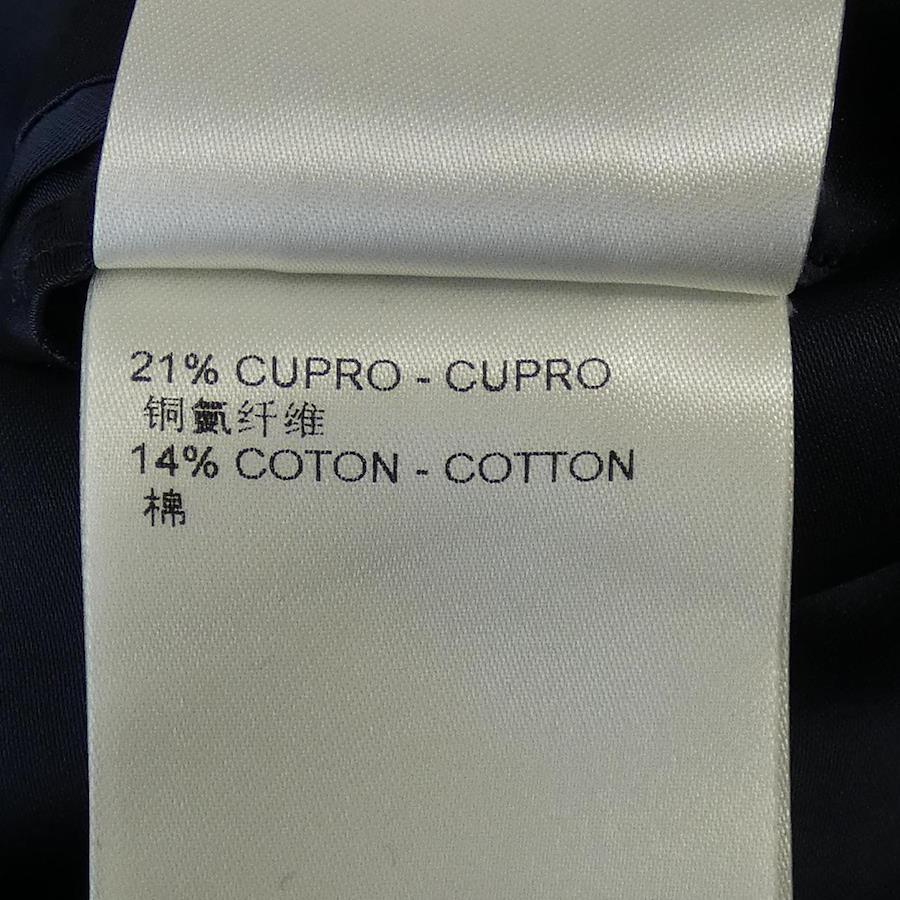 21% CUPRO - CUPRO
铜氨纤维
14% COTON - COTTON
棉